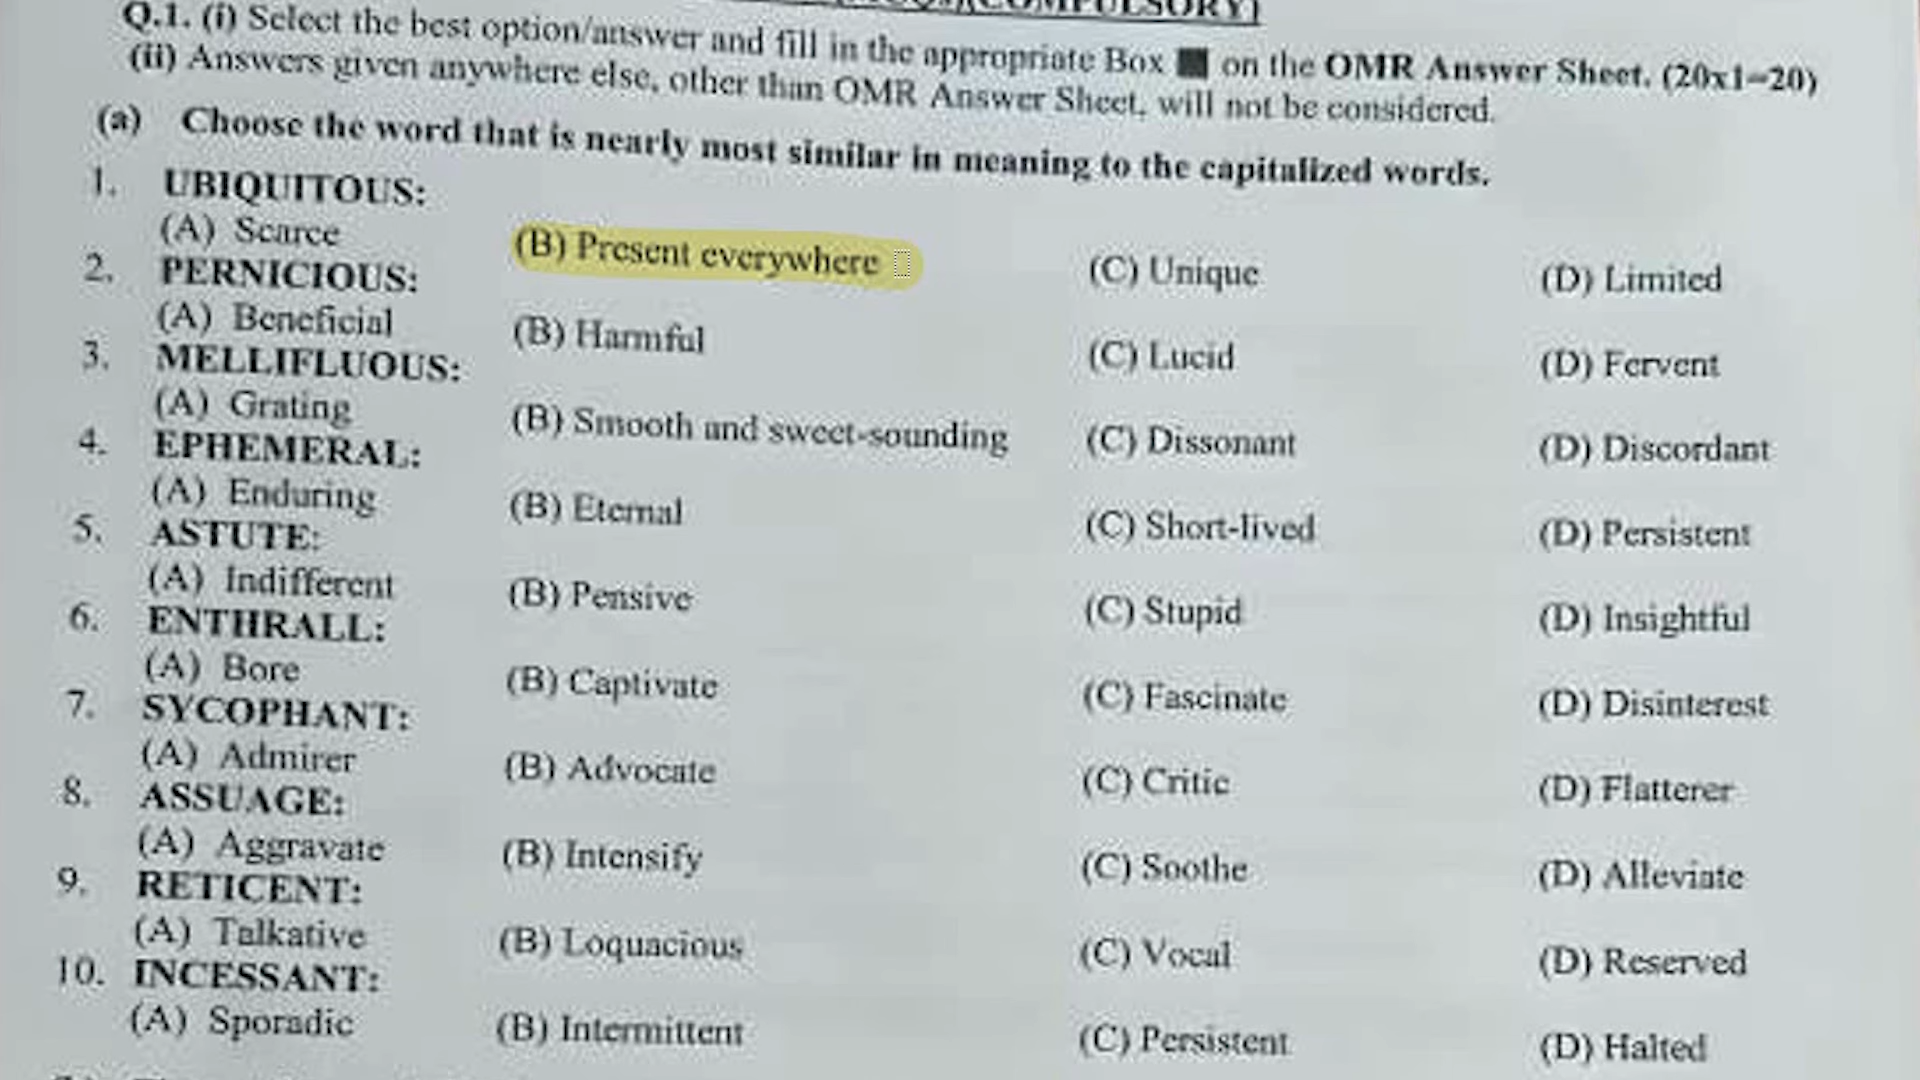 COMPULSORY)
Q.1. (i) Select the best option/answer and fill in the appropriate Box ■ on the OMR Answer Sheet. (20x1=20)
(ii) Answers given anywhere else, other than OMR Answer Sheet, will not be considered.
(a) Choose the word that is nearly most similar in meaning to the capitalized words.
1. UBIQUITOUS:
(A) Scarce (B) Present everywhere (C) Unique (D) Limited
2. PERNICIOUS:
(A) Beneficial (B) Harmful (C) Lucid (D) Fervent
3. MELLIFLUOUS:
(A) Grating (B) Smooth and sweet-sounding (C) Dissonant (D) Discordant
4. EPHEMERAL:
(A) Enduring (B) Eternal (C) Short-lived (D) Persistent
5. ASTUTE:
(A) Indifferent (B) Pensive (C) Stupid (D) Insightful
6. ENTHRALL:
(A) Bore (B) Captivate (C) Fascinate (D) Disinterest
7. SYCOPHANT:
(A) Admirer (B) Advocate (C) Critic (D) Flatterer
8. ASSUAGE:
(A) Aggravate (B) Intensify (C) Soothe (D) Alleviate
9. RETICENT:
(A) Talkative (B) Loquacious (C) Vocal (D) Reserved
10. INCESSANT:
(A) Sporadic (B) Intermittent (C) Persistent (D) Halted